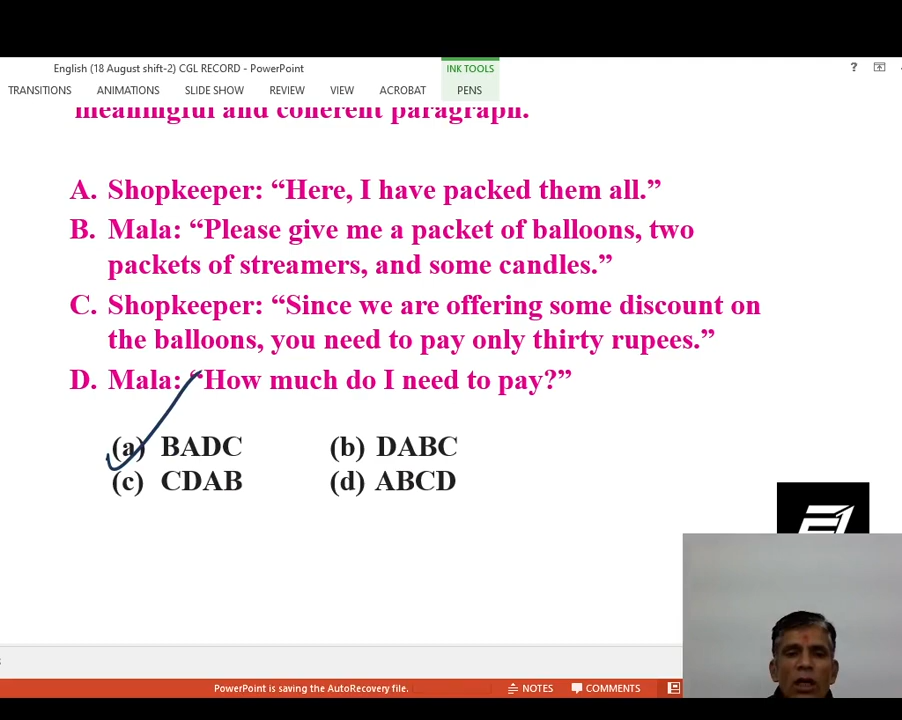 English (18 August shift-2) CGL RECORD - PowerPoint
INK TOOLS
?
TRANSITIONS ANIMATIONS SLIDE SHOW REVIEW VIEW ACROBAT PENS
meaningful and coherent paragraph.
A. Shopkeeper: “Here, I have packed them all.”
B. Mala: “Please give me a packet of balloons, two
packets of streamers, and some candles.”
C. Shopkeeper: “Since we are offering some discount on
the balloons, you need to pay only thirty rupees.”
D. Mala: “How much do I need to pay?”
(a) BADC (b) DABC
(c) CDAB (d) ABCD
PowerPoint is saving the AutoRecovery file. NOTES COMMENTS